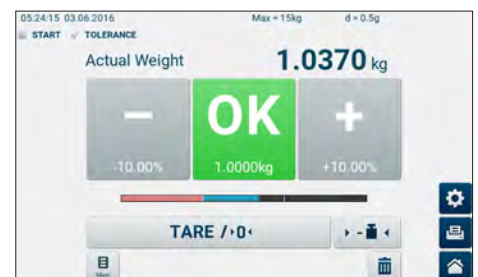 05:24:15 03.06.2016 Max = 15kg d = 0.5g
START TOLERANCE
Actual Weight 1.0370 kg
− OK +
-10.00% 1.0000kg +10.00%
TARE /›0‹